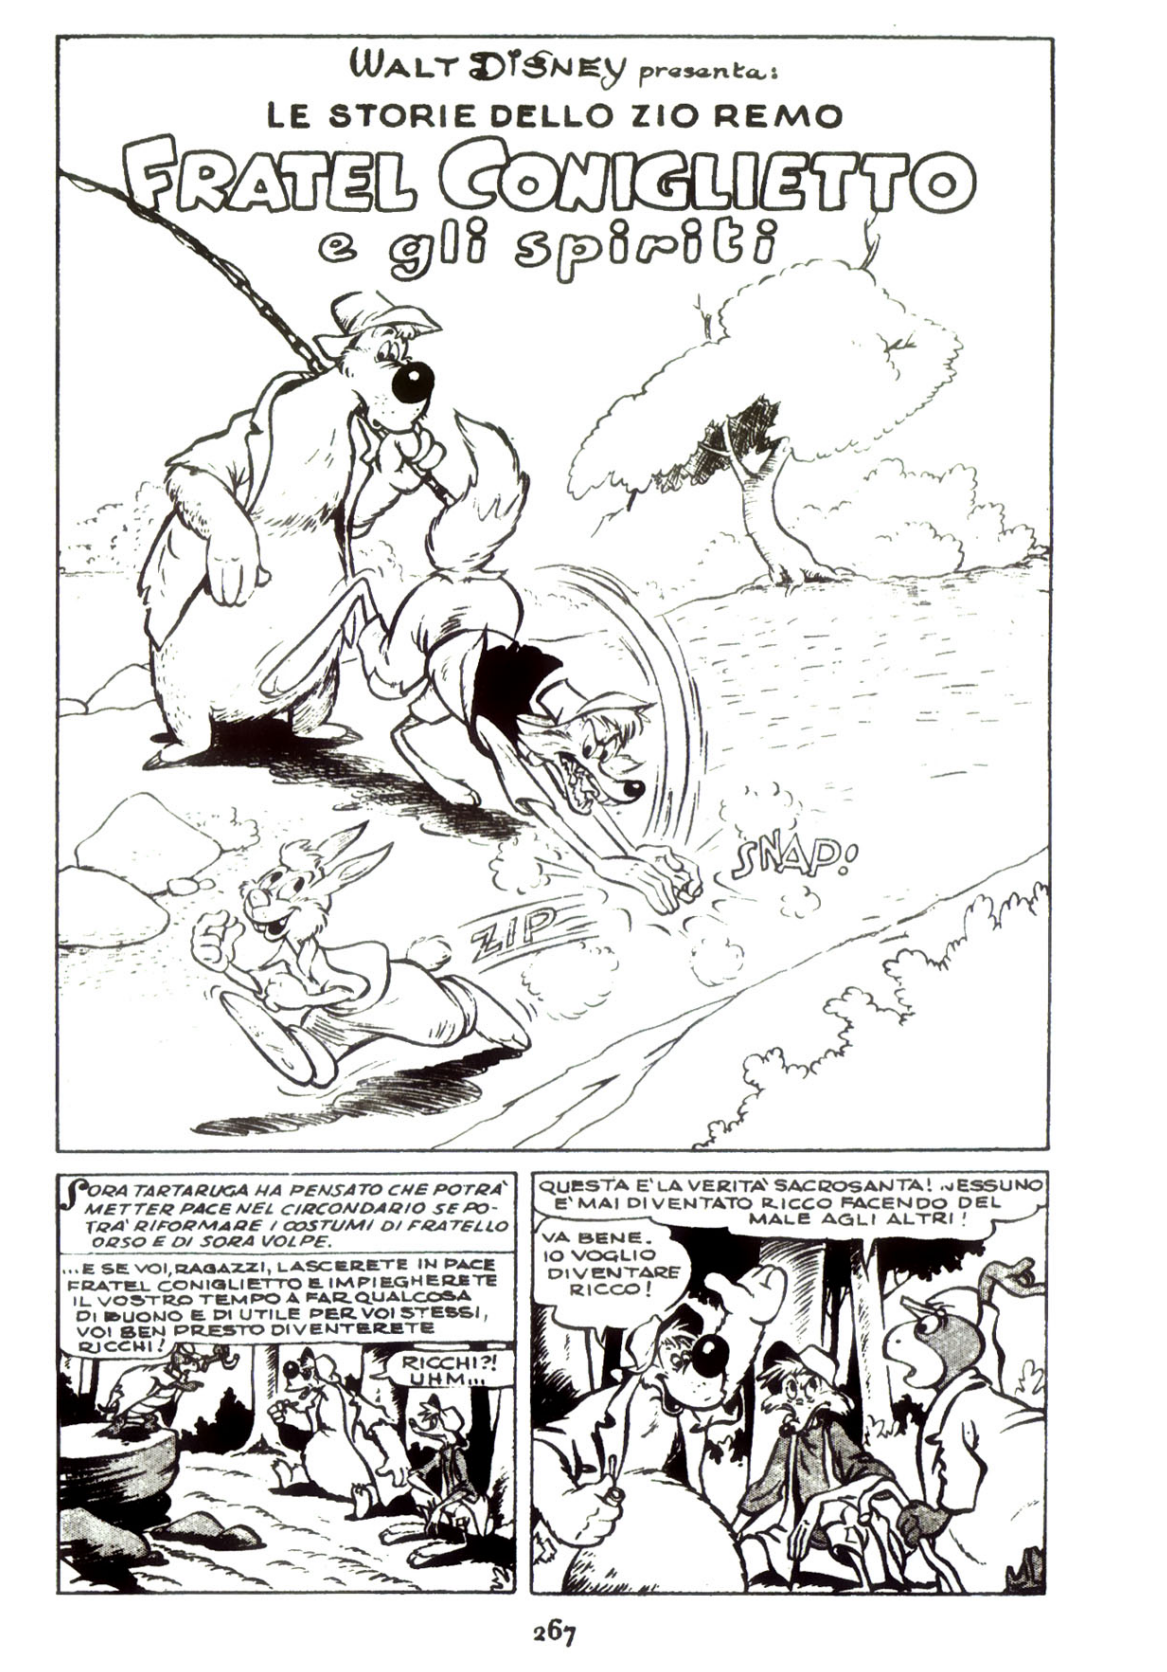 WALT DISNEY presenta:
LE STORIE DELLO ZIO REMO
FRATEL CONIGLIETTO
e gli spiriti
SNAP!
ZIP
SORA TARTARUGA HA PENSATO CHE POTRA'
METTER PACE NEL CIRCONDARIO SE PO-
TRA' RIFORMARE I COSTUMI DI FRATELLO
ORSO E DI SORA VOLPE.
...E SE VOI, RAGAZZI, LASCERETE IN PACE
FRATEL CONIGLIETTO E IMPIEGHERETE
IL VOSTRO TEMPO A FAR QUALCOSA
DI BUONO E DI UTILE PER VOI STESSI,
VOI BEN PRESTO DIVENTERETE
RICCHI!
RICCHI?!
UHM...
QUESTA E' LA VERITA' SACROSANTA! NESSUNO
E' MAI DIVENTATO RICCO FACENDO DEL
MALE AGLI ALTRI!
VA BENE.
IO VOGLIO
DIVENTARE
RICCO!
267